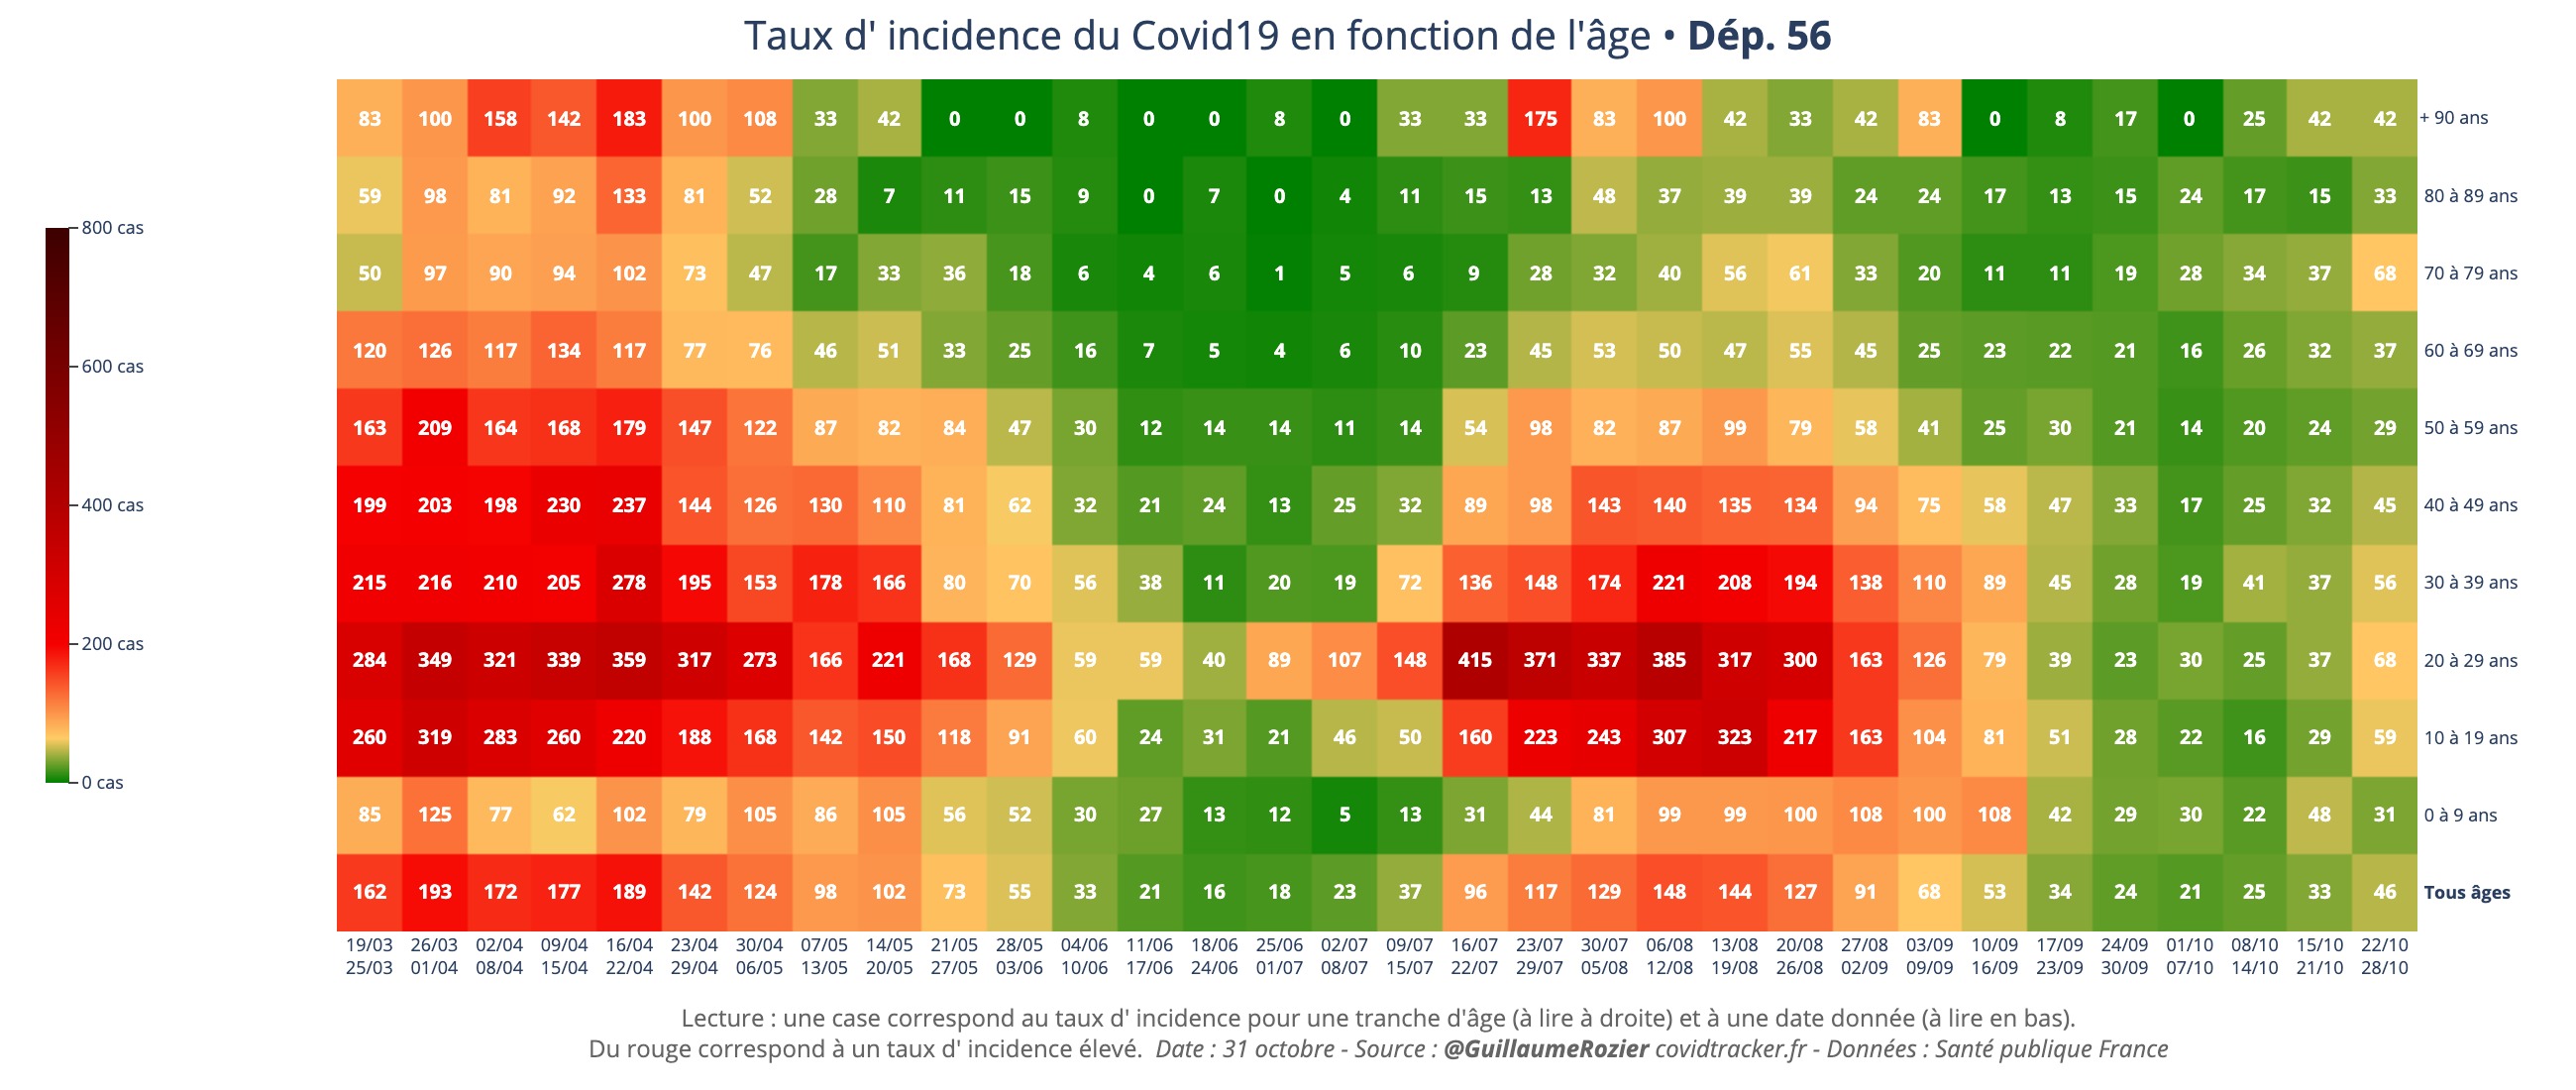 Taux d' incidence du Covid19 en fonction de l'âge • Dép. 56
800 cas
600 cas
400 cas
200 cas
0 cas
83 100 158 142 183 100 108 33 42 0 0 8 0 0 8 0 33 33 175 83 100 42 33 42 83 0 8 17 0 25 42 42 + 90 ans
59 98 81 92 133 81 52 28 7 11 15 9 0 7 0 4 11 15 13 48 37 39 39 24 24 17 13 15 24 17 15 33 80 à 89 ans
50 97 90 94 102 73 47 17 33 36 18 6 4 6 1 5 6 9 28 32 40 56 61 33 20 11 11 19 28 34 37 68 70 à 79 ans
120 126 117 134 117 77 76 46 51 33 25 16 7 5 4 6 10 23 45 53 50 47 55 45 25 23 22 21 16 26 32 37 60 à 69 ans
163 209 164 168 179 147 122 87 82 84 47 30 12 14 14 11 14 54 98 82 87 99 79 58 41 25 30 21 14 20 24 29 50 à 59 ans
199 203 198 230 237 144 126 130 110 81 62 32 21 24 13 25 32 89 98 143 140 135 134 94 75 58 47 33 17 25 32 45 40 à 49 ans
215 216 210 205 278 195 153 178 166 80 70 56 38 11 20 19 72 136 148 174 221 208 194 138 110 89 45 28 19 41 37 56 30 à 39 ans
284 349 321 339 359 317 273 166 221 168 129 59 59 40 89 107 148 415 371 337 385 317 300 163 126 79 39 23 30 25 37 68 20 à 29 ans
260 319 283 260 220 188 168 142 150 118 91 60 24 31 21 46 50 160 223 243 307 323 217 163 104 81 51 28 22 16 29 59 10 à 19 ans
85 125 77 62 102 79 105 86 105 56 52 30 27 13 12 5 13 31 44 81 99 99 100 108 100 108 42 29 30 22 48 31 0 à 9 ans
162 193 172 177 189 142 124 98 102 73 55 33 21 16 18 23 37 96 117 129 148 144 127 91 68 53 34 24 21 25 33 46 Tous âges
19/03 26/03 02/04 09/04 16/04 23/04 30/04 07/05 14/05 21/05 28/05 04/06 11/06 18/06 25/06 02/07 09/07 16/07 23/07 30/07 06/08 13/08 20/08 27/08 03/09 10/09 17/09 24/09 01/10 08/10 15/10 22/10
25/03 01/04 08/04 15/04 22/04 29/04 06/05 13/05 20/05 27/05 03/06 10/06 17/06 24/06 01/07 08/07 15/07 22/07 29/07 05/08 12/08 19/08 26/08 02/09 09/09 16/09 23/09 30/09 07/10 14/10 21/10 28/10
Lecture : une case correspond au taux d' incidence pour une tranche d'âge (à lire à droite) et à une date donnée (à lire en bas).
Du rouge correspond à un taux d' incidence élevé. Date : 31 octobre - Source : @GuillaumeRozier covidtracker.fr - Données : Santé publique France